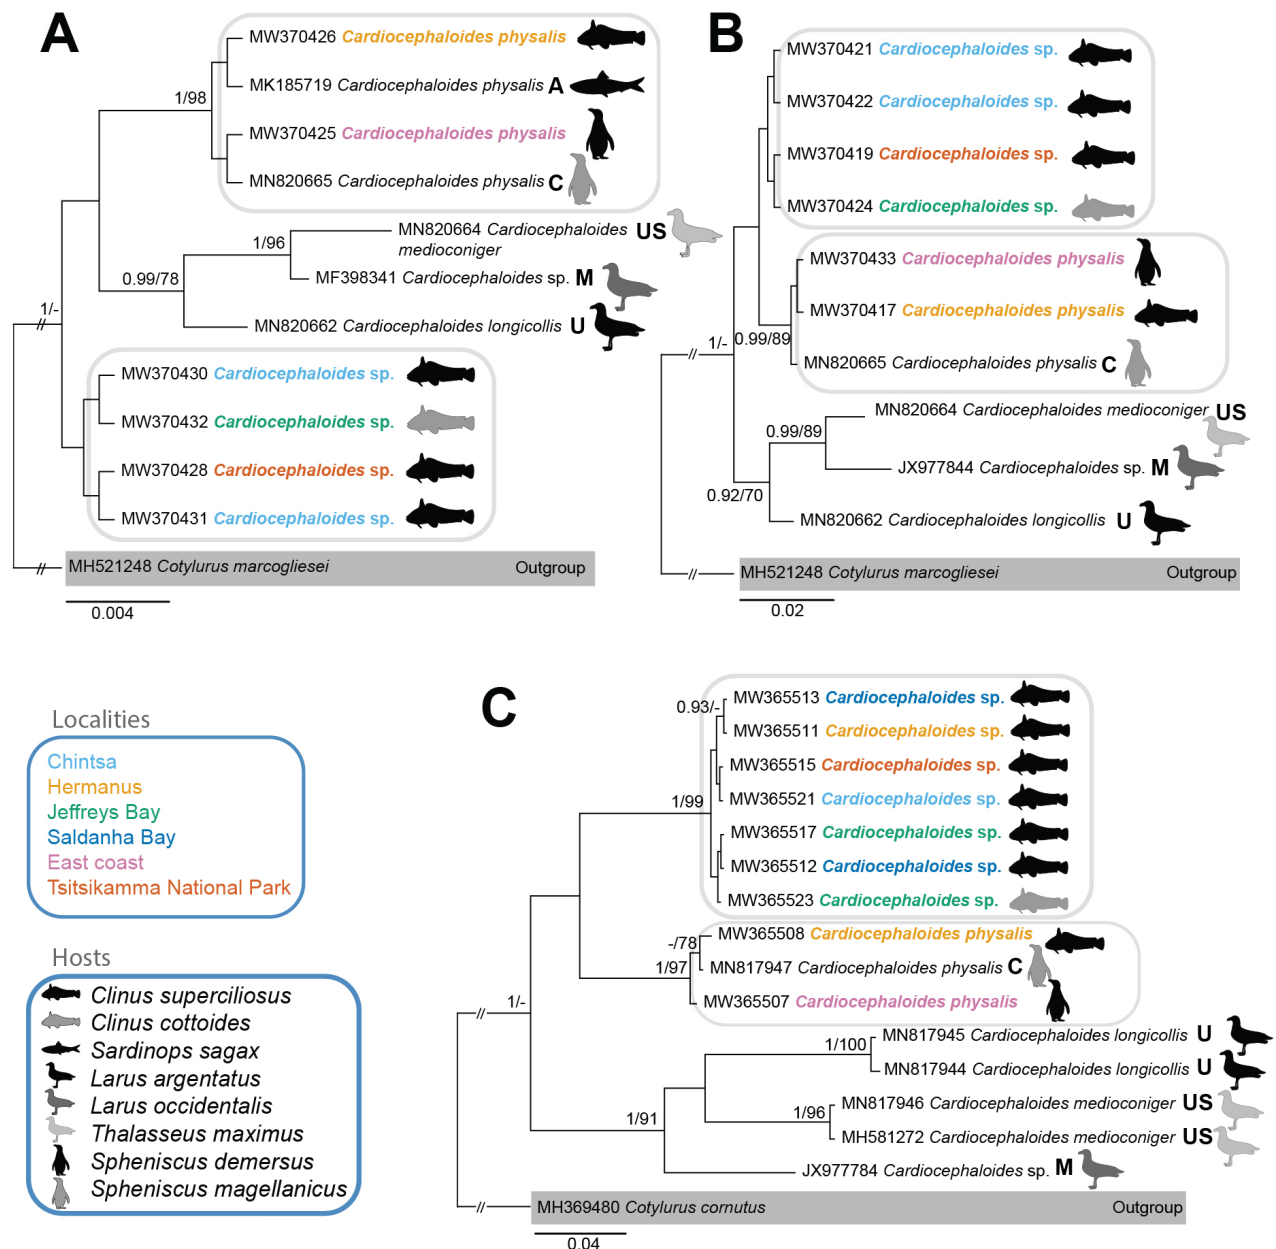 A
MW370426 Cardiocephaloides physalis
MK185719 Cardiocephaloides physalis A
1/98
MW370425 Cardiocephaloides physalis
MN820665 Cardiocephaloides physalis C
MN820664 Cardiocephaloides US
medioconiger
1/96
MF398341 Cardiocephaloides sp. M
0.99/78
MN820662 Cardiocephaloides longicollis U
1/-
//
MW370430 Cardiocephaloides sp.
MW370432 Cardiocephaloides sp.
MW370428 Cardiocephaloides sp.
MW370431 Cardiocephaloides sp.
//
MH521248 Cotylurus marcogliesei Outgroup
0.004
B
MW370421 Cardiocephaloides sp.
MW370422 Cardiocephaloides sp.
MW370419 Cardiocephaloides sp.
MW370424 Cardiocephaloides sp.
MW370433 Cardiocephaloides physalis
MW370417 Cardiocephaloides physalis
1/-
0.99/89
//
MN820665 Cardiocephaloides physalis C
MN820664 Cardiocephaloides medioconiger US
0.99/89
JX977844 Cardiocephaloides sp. M
0.92/70
MN820662 Cardiocephaloides longicollis U
//
MH521248 Cotylurus marcogliesei Outgroup
0.02
Localities
Chintsa
Hermanus
Jeffreys Bay
Saldanha Bay
East coast
Tsitsikamma National Park
Hosts
Clinus superciliosus
Clinus cottoides
Sardinops sagax
Larus argentatus
Larus occidentalis
Thalasseus maximus
Spheniscus demersus
Spheniscus magellanicus
C
MW365513 Cardiocephaloides sp.
0.93/-
MW365511 Cardiocephaloides sp.
MW365515 Cardiocephaloides sp.
1/99
MW365521 Cardiocephaloides sp.
MW365517 Cardiocephaloides sp.
MW365512 Cardiocephaloides sp.
MW365523 Cardiocephaloides sp.
MW365508 Cardiocephaloides physalis
-/78
1/97
MN817947 Cardiocephaloides physalis C
MW365507 Cardiocephaloides physalis
1/-
//
MN817945 Cardiocephaloides longicollis U
1/100
MN817944 Cardiocephaloides longicollis U
MN817946 Cardiocephaloides medioconiger US
1/96
1/91
MH581272 Cardiocephaloides medioconiger US
JX977784 Cardiocephaloides sp. M
//
MH369480 Cotylurus cornutus Outgroup
0.04